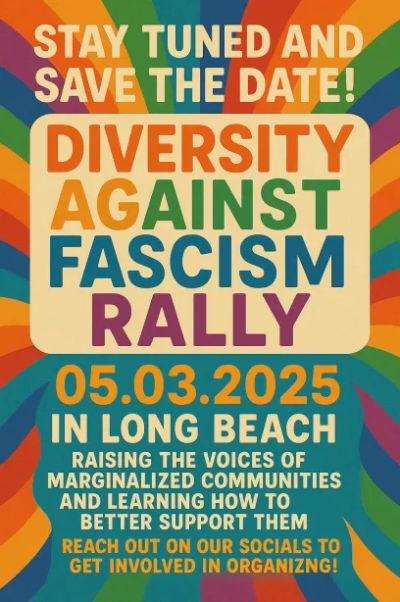 STAY TUNED AND
SAVE THE DATE!
DIVERSITY
AGAINST
FASCISM
RALLY
05.03.2025
IN LONG BEACH
RAISING THE VOICES OF
MARGINALIZED COMMUNITIES
AND LEARNING HOW TO
BETTER SUPPORT THEM
REACH OUT ON OUR SOCIALS TO
GET INVOLVED IN ORGANIZNG!